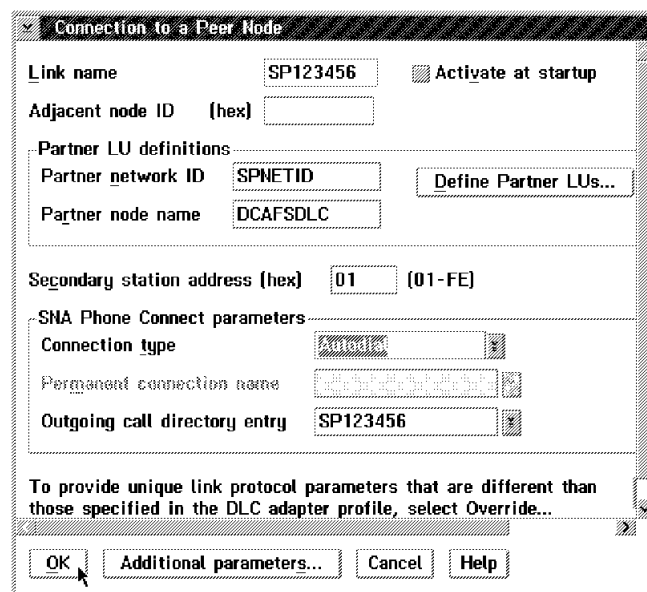 Connection to a Peer Node
Link name SP123456 Activate at startup
Adjacent node ID (hex)
Partner LU definitions
Partner network ID SPNETID Define Partner LUs...
Partner node name DCAFSDLC
Secondary station address (hex) 01 (01-FE)
SNA Phone Connect parameters
Connection type Autodial
Permanent connection name
Outgoing call directory entry SP123456
To provide unique link protocol parameters that are different than
those specified in the DLC adapter profile, select Override...
OK Additional parameters... Cancel Help